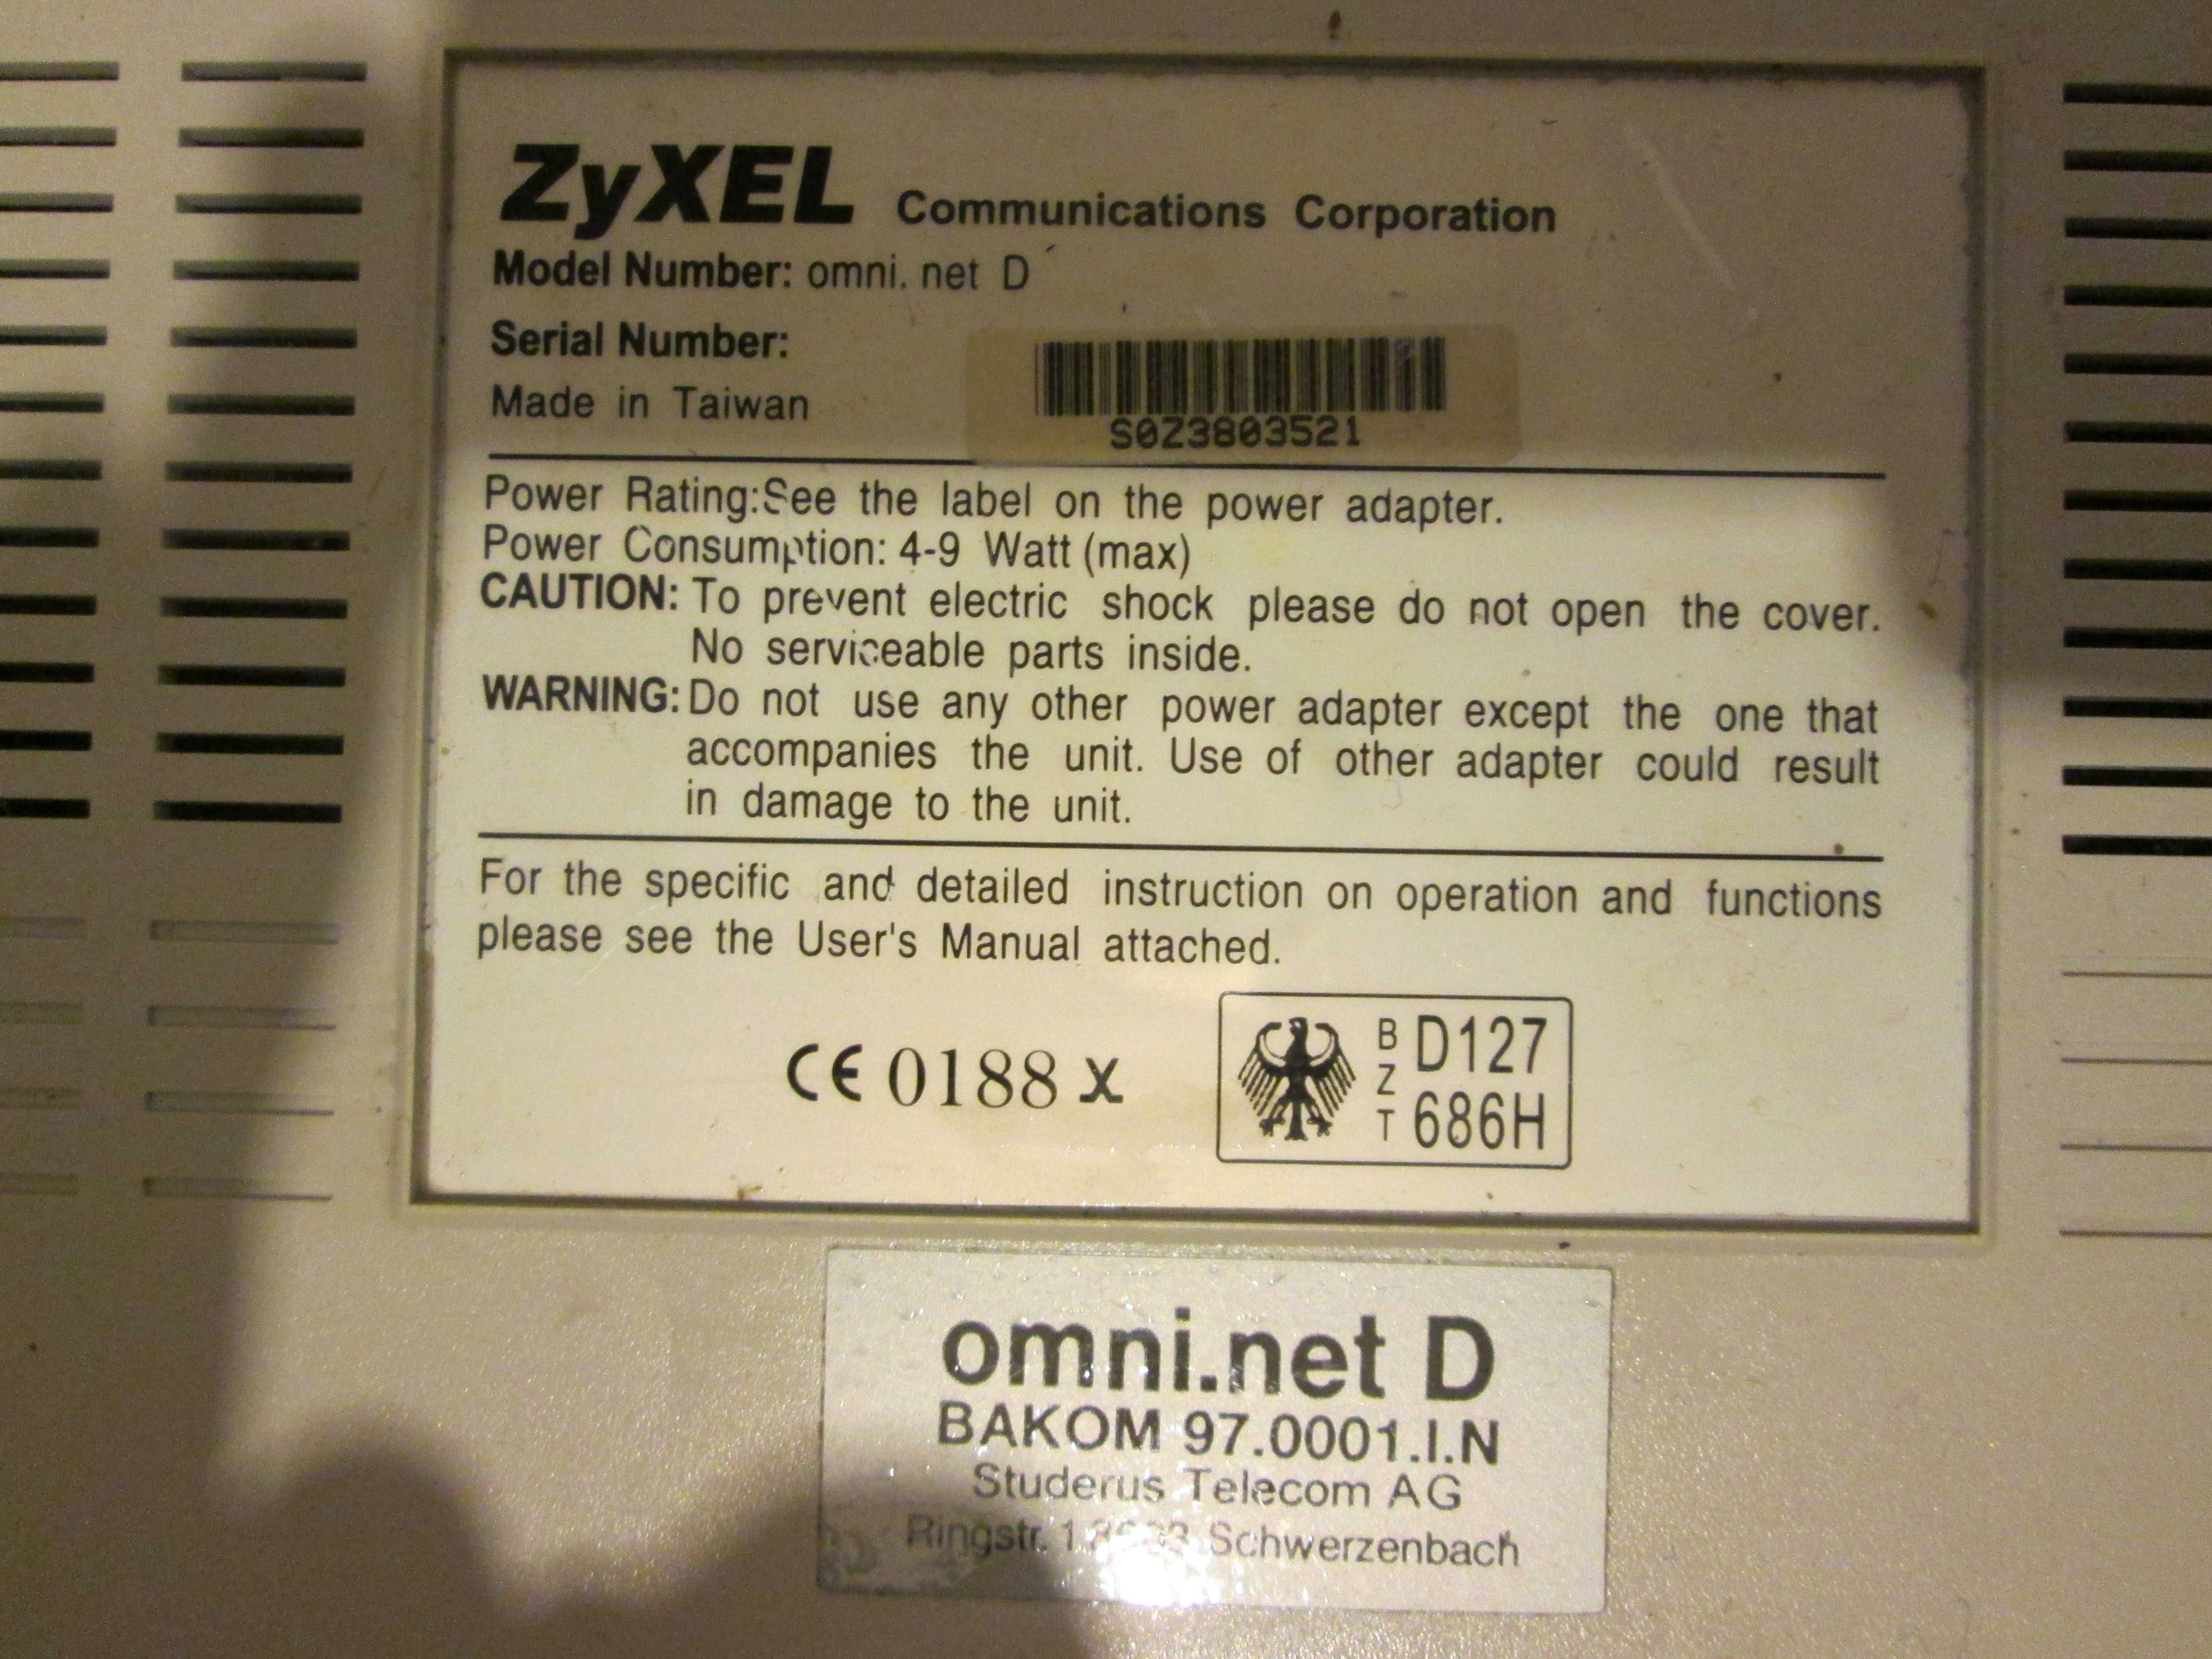 ZyXEL Communications Corporation
Model Number: omni. net D
Serial Number:
Made in Taiwan
S0Z3803521
Power Rating:See the label on the power adapter.
Power Consumption: 4-9 Watt (max)
CAUTION: To prevent electric shock please do not open the cover.
No serviceable parts inside.
WARNING: Do not use any other power adapter except the one that
accompanies the unit. Use of other adapter could result
in damage to the unit.
For the specific and detailed instruction on operation and functions
please see the User's Manual attached.
CE 0188 X
BZT D127
686H
omni.net D
BAKOM 97.0001.I.N
Studerus Telecom AG
Ringstr. 1 Schwerzenbach